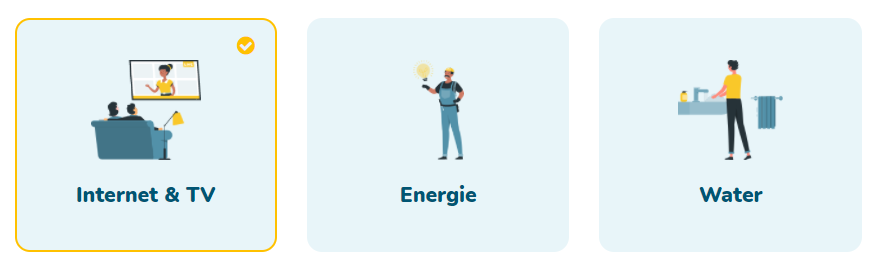 Internet & TV
Energie
Water